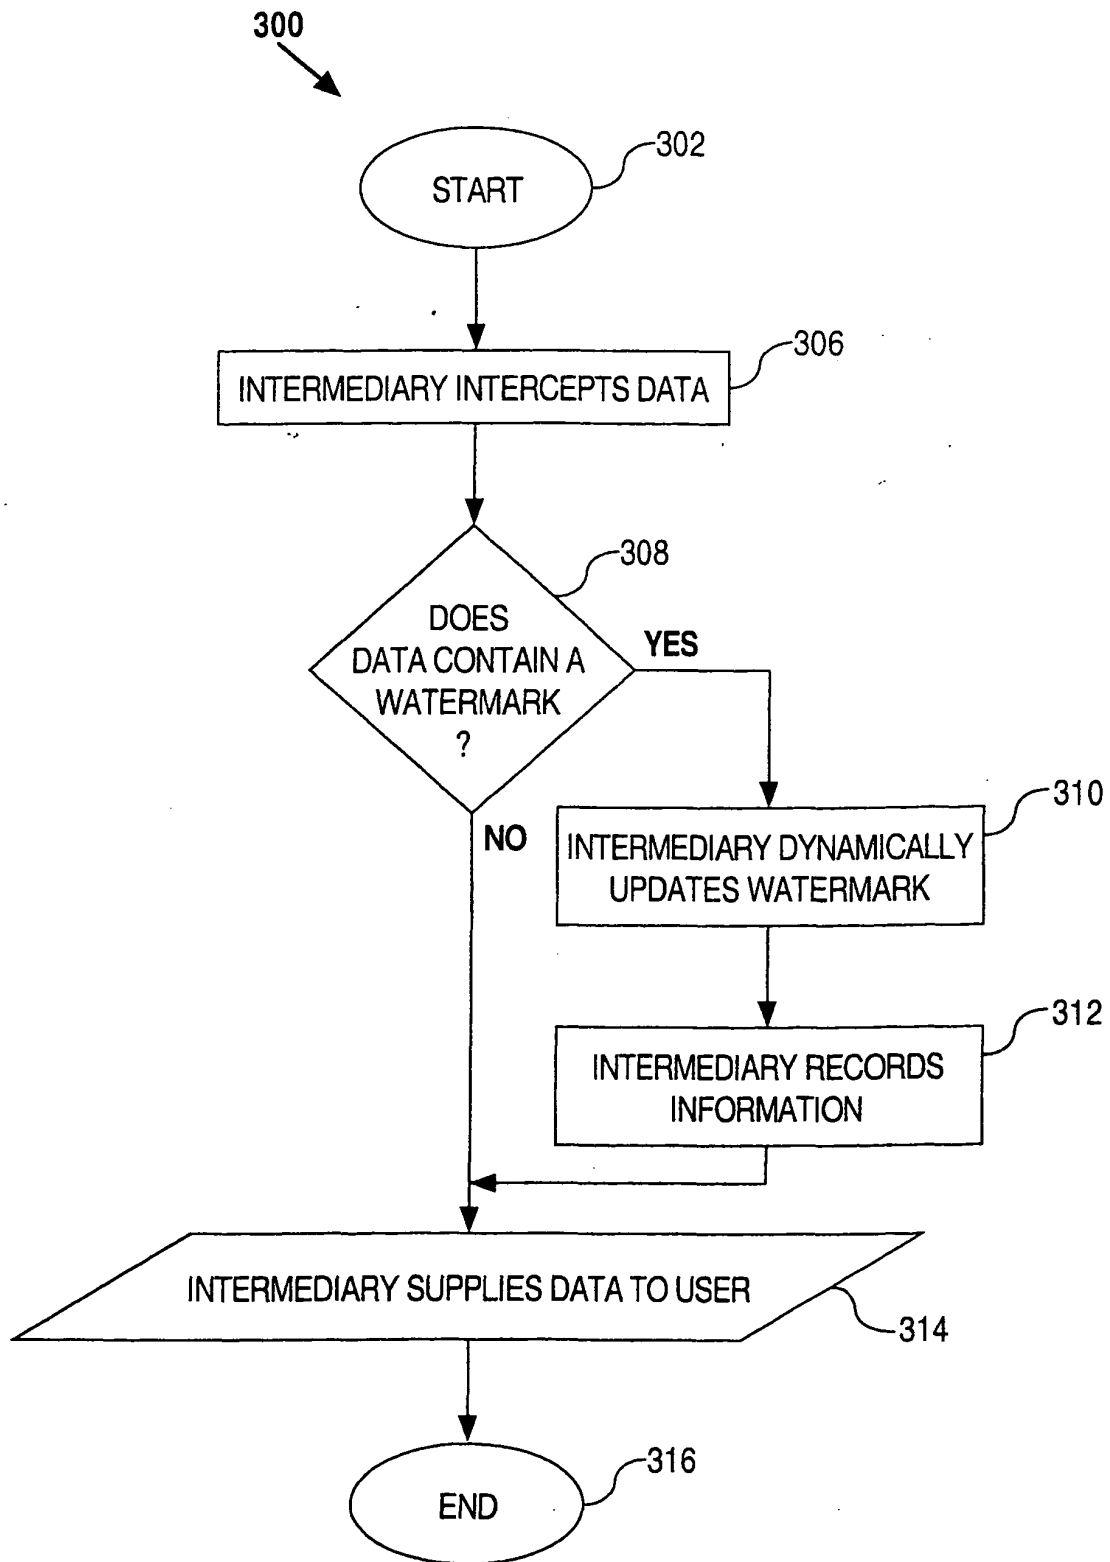 300
302
START
306
INTERMEDIARY INTERCEPTS DATA
308
DOES
DATA CONTAIN A
WATERMARK
?
YES
NO
310
INTERMEDIARY DYNAMICALLY
UPDATES WATERMARK
312
INTERMEDIARY RECORDS
INFORMATION
INTERMEDIARY SUPPLIES DATA TO USER
314
316
END